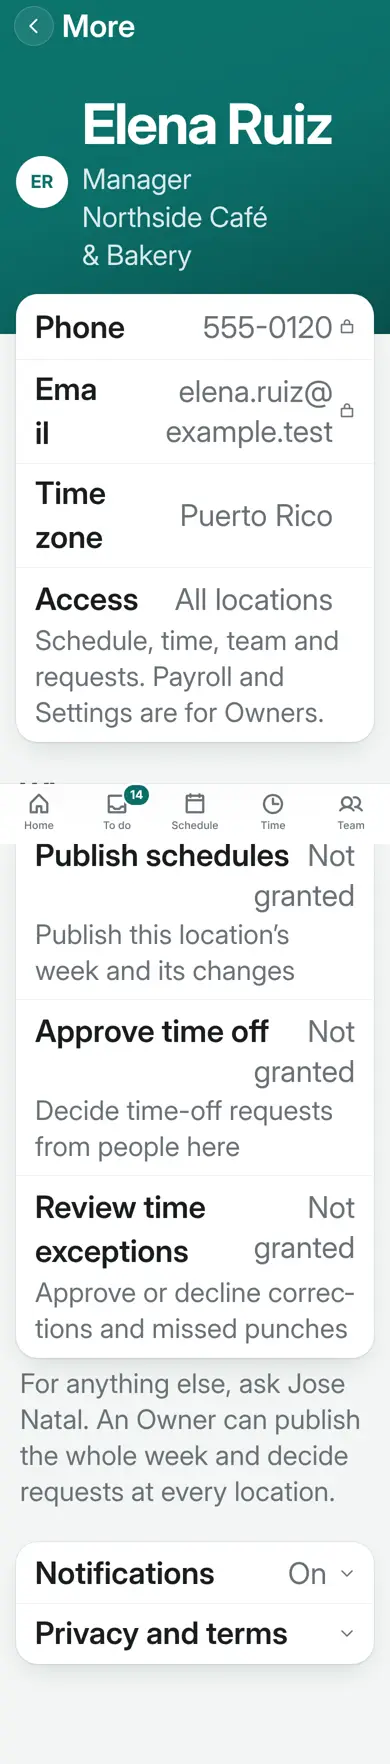 More
Elena Ruiz
ER
Manager
Northside Café
& Bakery
Phone 555-0120
Ema
il
elena.ruiz@
example.test
Time
zone
Puerto Rico
Access All locations
Schedule, time, team and
requests. Payroll and
Settings are for Owners.
14
Home To do Schedule Time Team
Publish schedules Not
granted
Publish this location’s
week and its changes
Approve time off Not
granted
Decide time-off requests
from people here
Review time Not
exceptions granted
Approve or decline correc-
tions and missed punches
For anything else, ask Jose
Natal. An Owner can publish
the whole week and decide
requests at every location.
Notifications On
Privacy and terms